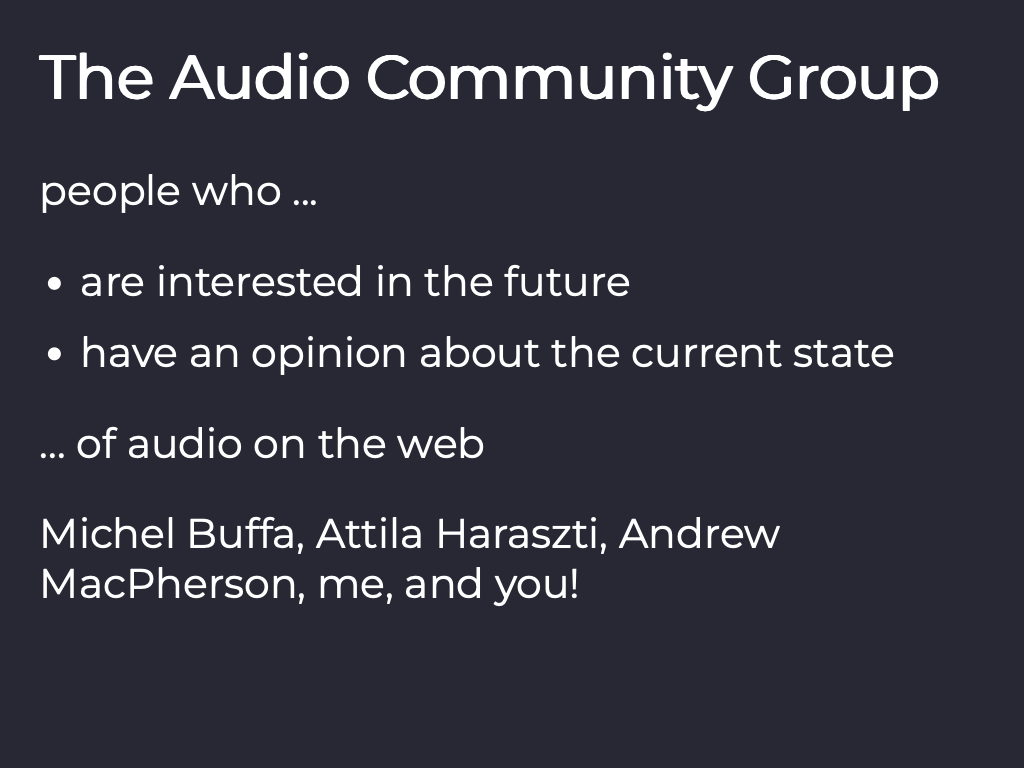 The Audio Community Group
people who ...
• are interested in the future
• have an opinion about the current state
... of audio on the web
Michel Buffa, Attila Haraszti, Andrew
MacPherson, me, and you!